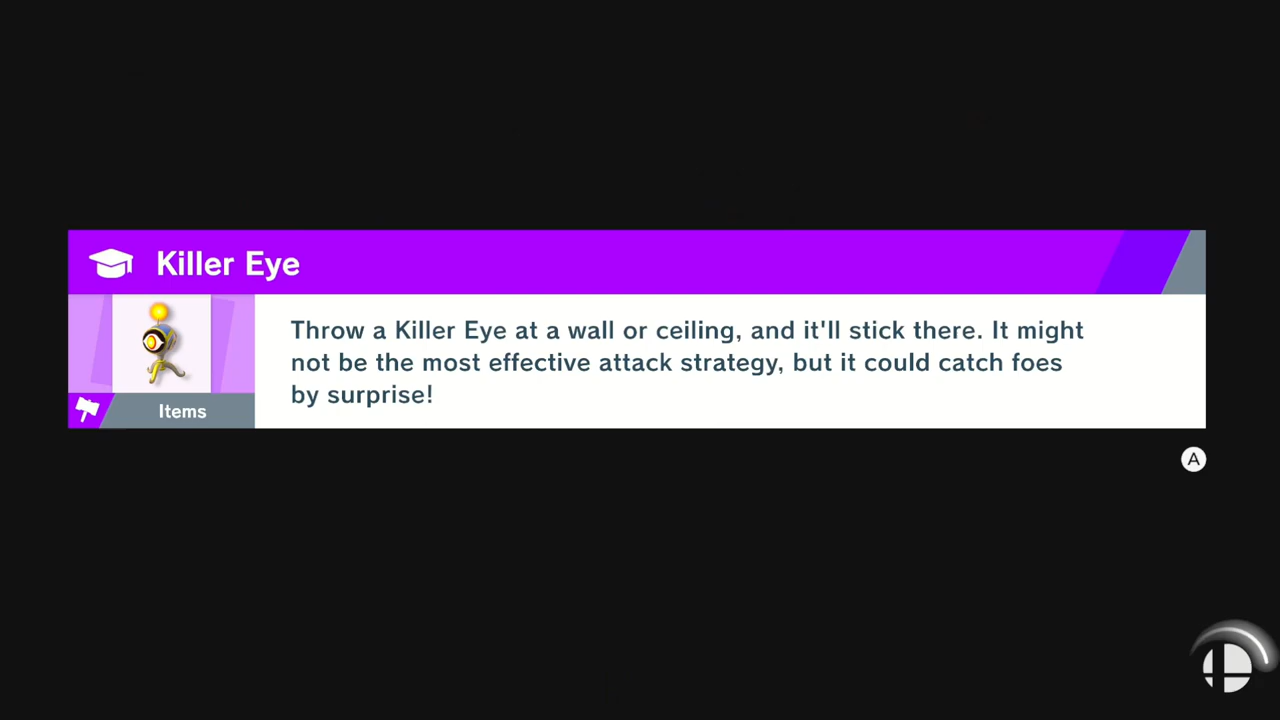 Killer Eye
Throw a Killer Eye at a wall or ceiling, and it'll stick there. It might
not be the most effective attack strategy, but it could catch foes
by surprise!
Items
A